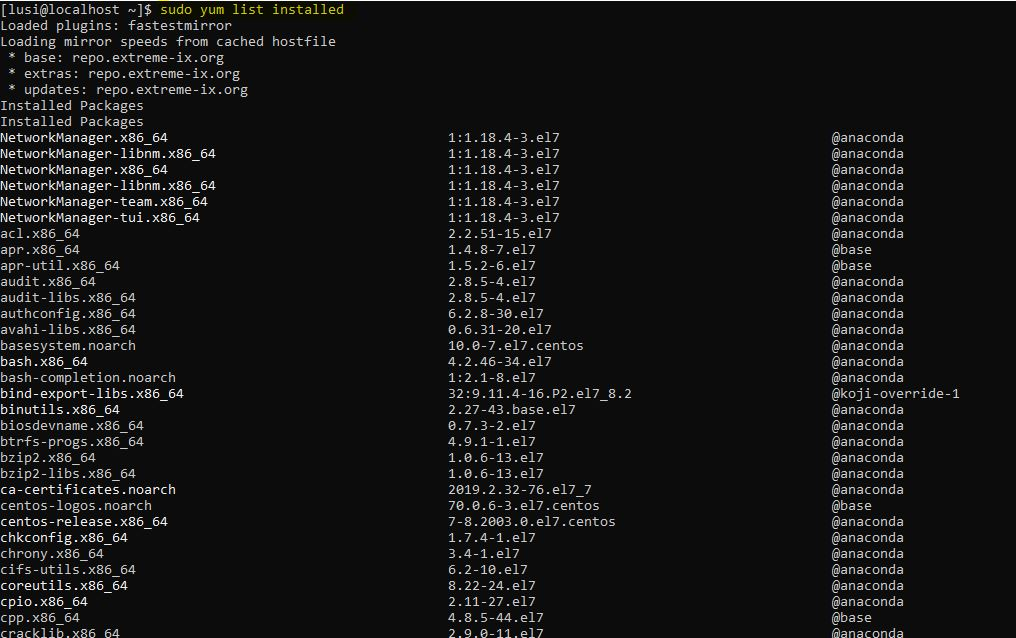 [lusi@localhost ~]$ sudo yum list installed
Loaded plugins: fastestmirror
Loading mirror speeds from cached hostfile
 * base: repo.extreme-ix.org
 * extras: repo.extreme-ix.org
 * updates: repo.extreme-ix.org
Installed Packages
Installed Packages
NetworkManager.x86_64 1:1.18.4-3.el7 @anaconda
NetworkManager-libnm.x86_64 1:1.18.4-3.el7 @anaconda
NetworkManager.x86_64 1:1.18.4-3.el7 @anaconda
NetworkManager-libnm.x86_64 1:1.18.4-3.el7 @anaconda
NetworkManager-team.x86_64 1:1.18.4-3.el7 @anaconda
NetworkManager-tui.x86_64 1:1.18.4-3.el7 @anaconda
acl.x86_64 2.2.51-15.el7 @anaconda
apr.x86_64 1.4.8-7.el7 @base
apr-util.x86_64 1.5.2-6.el7 @base
audit.x86_64 2.8.5-4.el7 @anaconda
audit-libs.x86_64 2.8.5-4.el7 @anaconda
authconfig.x86_64 6.2.8-30.el7 @anaconda
avahi-libs.x86_64 0.6.31-20.el7 @anaconda
basesystem.noarch 10.0-7.el7.centos @anaconda
bash.x86_64 4.2.46-34.el7 @anaconda
bash-completion.noarch 1:2.1-8.el7 @anaconda
bind-export-libs.x86_64 32:9.11.4-16.P2.el7_8.2 @koji-override-1
binutils.x86_64 2.27-43.base.el7 @anaconda
biosdevname.x86_64 0.7.3-2.el7 @anaconda
btrfs-progs.x86_64 4.9.1-1.el7 @anaconda
bzip2.x86_64 1.0.6-13.el7 @anaconda
bzip2-libs.x86_64 1.0.6-13.el7 @anaconda
ca-certificates.noarch 2019.2.32-76.el7_7 @anaconda
centos-logos.noarch 70.0.6-3.el7.centos @base
centos-release.x86_64 7-8.2003.0.el7.centos @anaconda
chkconfig.x86_64 1.7.4-1.el7 @anaconda
chrony.x86_64 3.4-1.el7 @anaconda
cifs-utils.x86_64 6.2-10.el7 @anaconda
coreutils.x86_64 8.22-24.el7 @anaconda
cpio.x86_64 2.11-27.el7 @anaconda
cpp.x86_64 4.8.5-44.el7 @base
cracklib.x86_64 2.9.0-11.el7 @anaconda